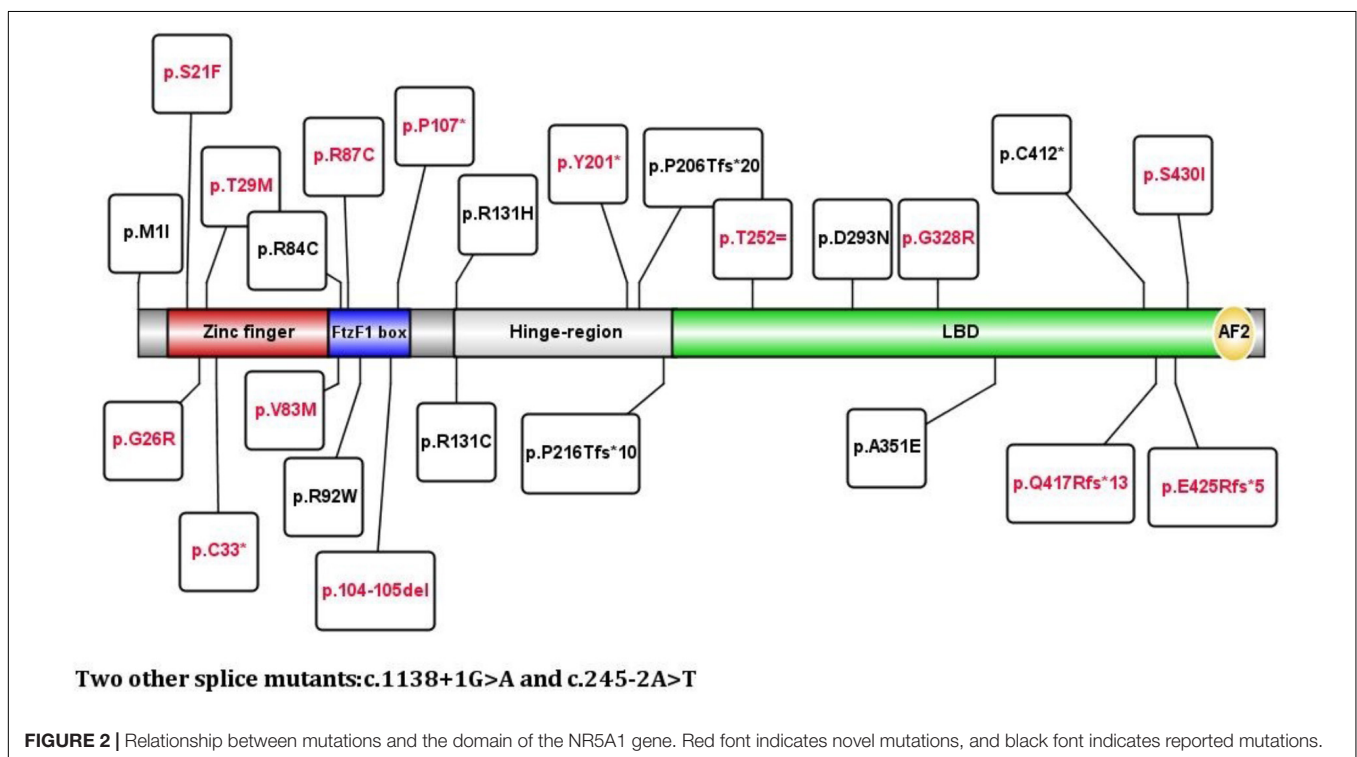 p.S21F
p.P107*
p.R87C
p.C412*
p.Y201*
p.P206Tfs*20
p.S430I
p.T29M
p.R131H
p.M1I
p.R84C
p.T252=
p.D293N
p.G328R
Zinc finger
FtzF1 box
Hinge-region
LBD
AF2
p.V83M
p.G26R
p.R131C
p.P216Tfs*10
p.A351E
p.Q417Rfs*13
p.E425Rfs*5
p.R92W
p.C33*
p.104-105del
Two other splice mutants:c.1138+1G>A and c.245-2A>T
FIGURE 2 | Relationship between mutations and the domain of the NR5A1 gene. Red font indicates novel mutations, and black font indicates reported mutations.